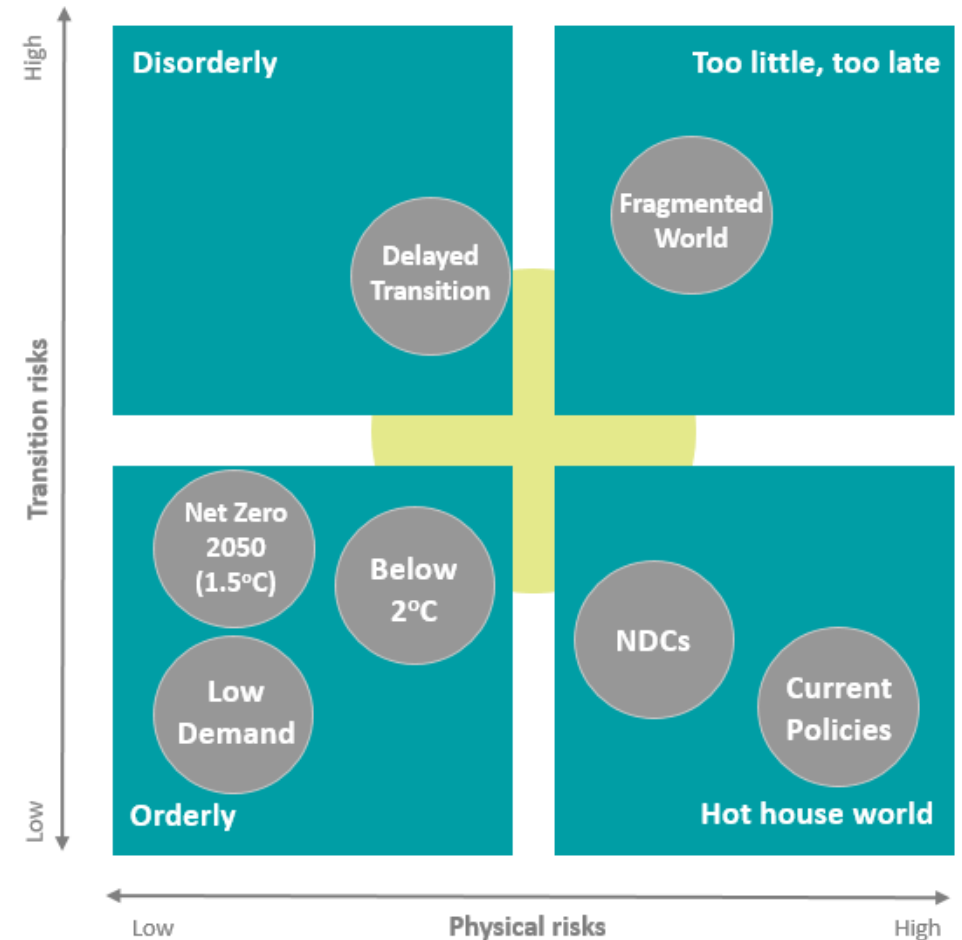 High
Disorderly
Too little, too late
Fragmented
World
Delayed
Transition
Transition risks
Net Zero
2050
(1.5°C)
Below
2°C
NDCs
Low
Demand
Current
Policies
Orderly
Hot house world
Low
Low
Physical risks
High